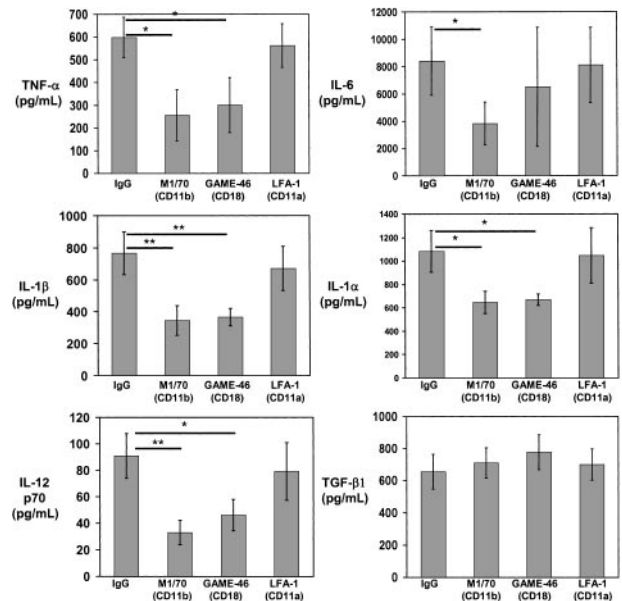 TNF-α
(pg/mL)
700
600
500
400
300
200
100
0
*
*
IgG
M1/70
(CD11b)
GAME-46
(CD18)
LFA-1
(CD11a)
IL-6
(pg/mL)
12000
10000
8000
6000
4000
2000
0
*
IgG
M1/70
(CD11b)
GAME-46
(CD18)
LFA-1
(CD11a)
IL-1β
(pg/mL)
1000
800
600
400
200
0
**
**
IgG
M1/70
(CD11b)
GAME-46
(CD18)
LFA-1
(CD11a)
IL-1α
(pg/mL)
1400
1200
1000
800
600
400
200
0
*
*
IgG
M1/70
(CD11b)
GAME-46
(CD18)
LFA-1
(CD11a)
IL-12
p70
(pg/mL)
120
100
80
60
40
20
0
*
**
IgG
M1/70
(CD11b)
GAME-46
(CD18)
LFA-1
(CD11a)
TGF-β1
(pg/mL)
1000
800
600
400
200
0
IgG
M1/70
(CD11b)
GAME-46
(CD18)
LFA-1
(CD11a)